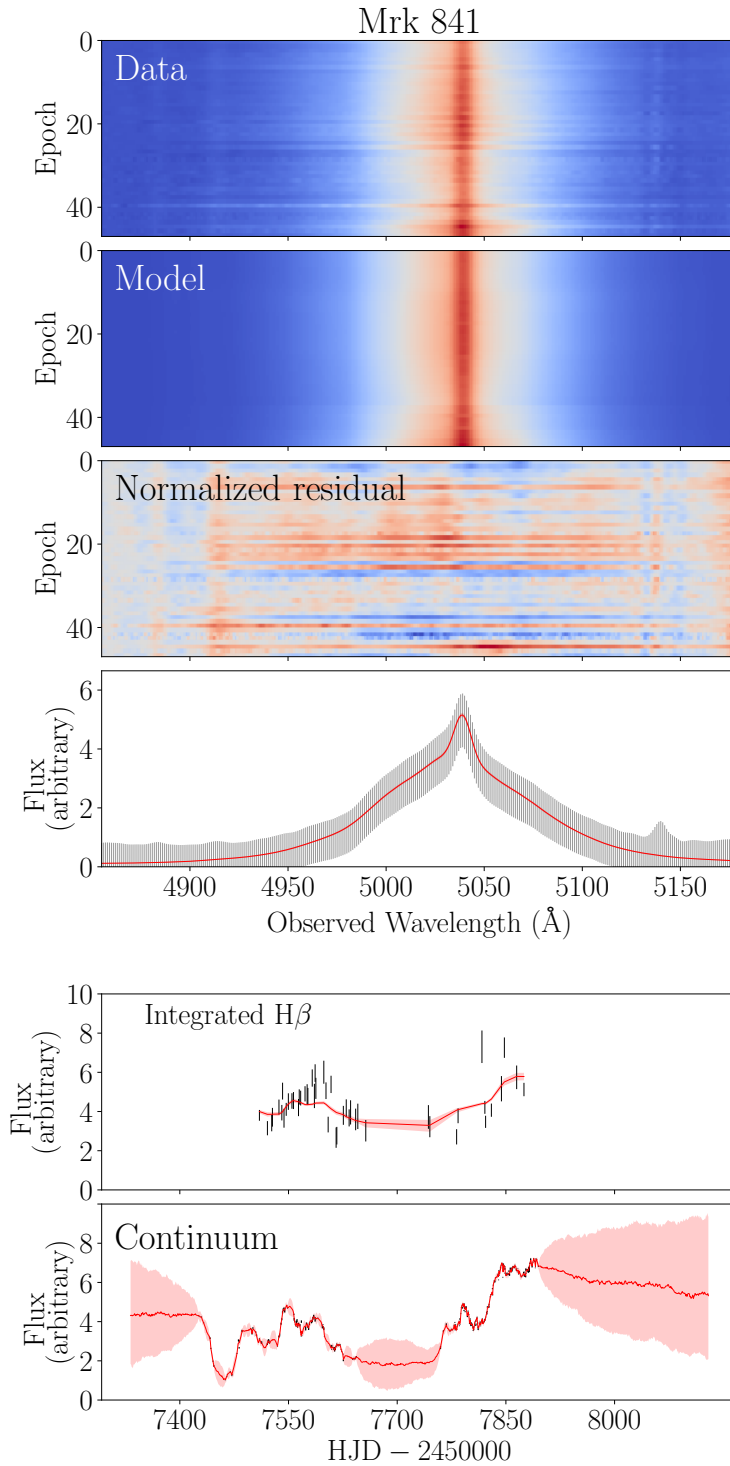 Mrk 841
Data
Epoch
0
20
40
Model
Epoch
0
20
40
Normalized residual
Epoch
0
20
40
Flux
(arbitrary)
6
4
2
0
4900 4950 5000 5050 5100 5150
Observed Wavelength (Å)
Integrated Hβ
Flux
(arbitrary)
10
8
6
4
2
0
Continuum
Flux
(arbitrary)
8
6
4
2
0
7400 7550 7700 7850 8000
HJD − 2450000